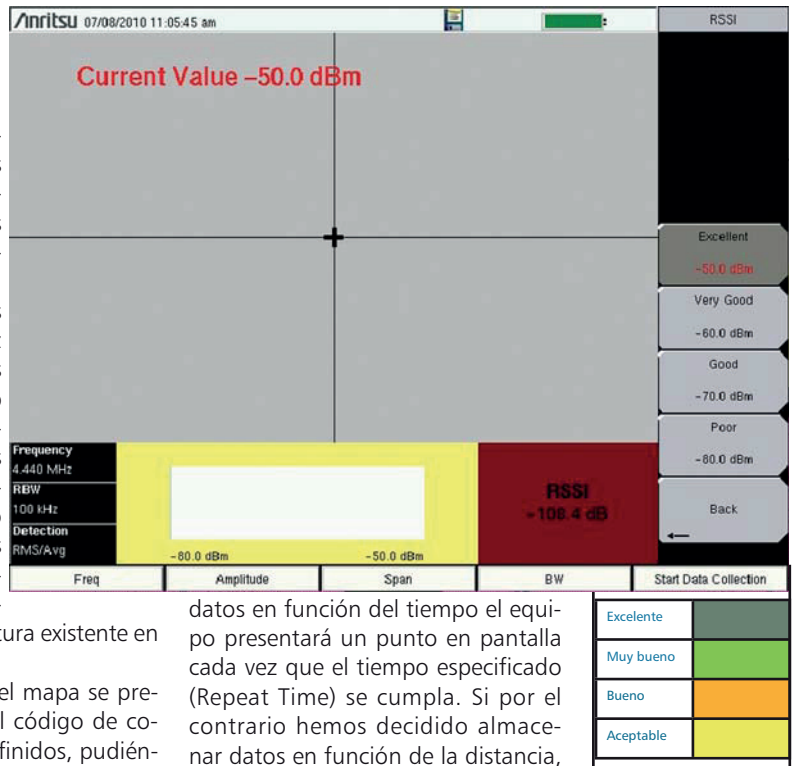 Anritsu 07/08/2010 11:05:45 am
RSSI
Current Value -50.0 dBm
Excellent
-50.0 dBm
Very Good
-60.0 dBm
Good
-70.0 dBm
Poor
-80.0 dBm
Back
Frequency
4.440 MHz
RBW
100 kHz
Detection
RMS/Avg
-80.0 dBm -50.0 dBm
RSSI
-108.4 dB
Freq Amplitude Span BW Start Data Collection
tura existente en
el mapa se pre-
l código de co-
finidos, pudién-
datos en función del tiempo el equi-
po presentará un punto en pantalla
cada vez que el tiempo especificado
(Repeat Time) se cumpla. Si por el
contrario hemos decidido almace-
nar datos en función de la distancia,
Excelente
Muy bueno
Bueno
Aceptable